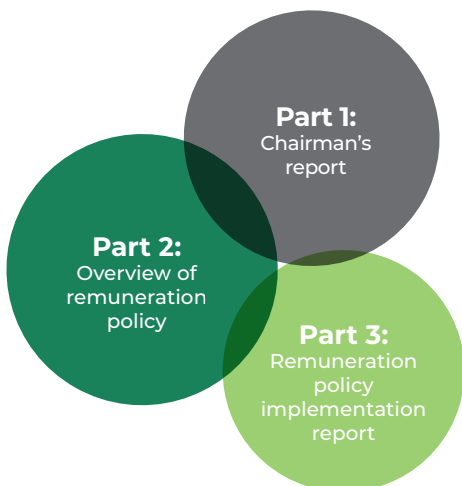 Part 1:
Chairman’s
report
Part 2:
Overview of
remuneration
policy
Part 3:
Remuneration
policy
implementation
report